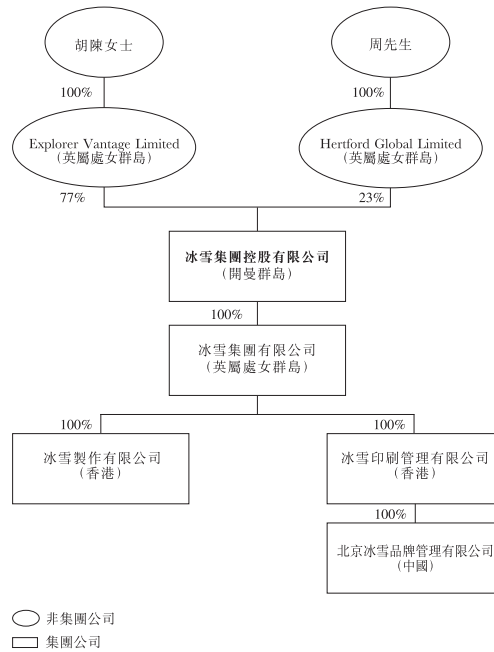 胡陳女士
周先生
100%
100%
Explorer Vantage Limited
(英屬處女群島)
Hertford Global Limited
(英屬處女群島)
77%
23%
冰雪集團控股有限公司
(開曼群島)
100%
冰雪集團有限公司
(英屬處女群島)
100%
100%
冰雪製作有限公司
(香港)
冰雪印刷管理有限公司
(香港)
100%
北京冰雪品牌管理有限公司
(中國)
非集團公司
集團公司